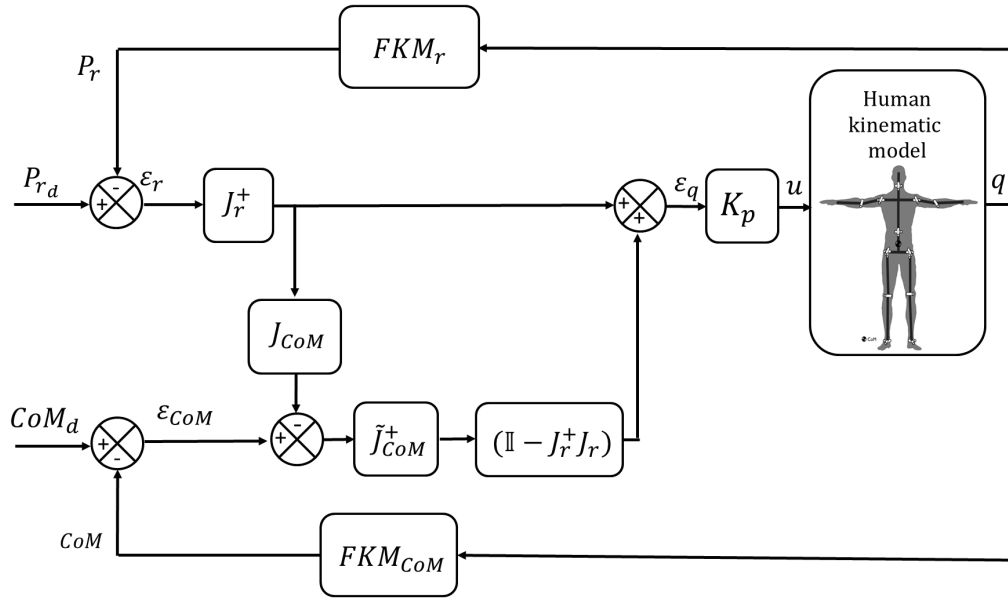 FKM_r
P_r
Human
kinematic
model
P_{r_d}
-
+
ε_r
J_r^+
+
+
ε_q
K_p
u
q
J_{CoM}
CoM
CoM_d
+
-
ε_{CoM}
+
-
J̃_{CoM}^+
(𝕀 − J_r^+ J_r)
CoM
FKM_{CoM}